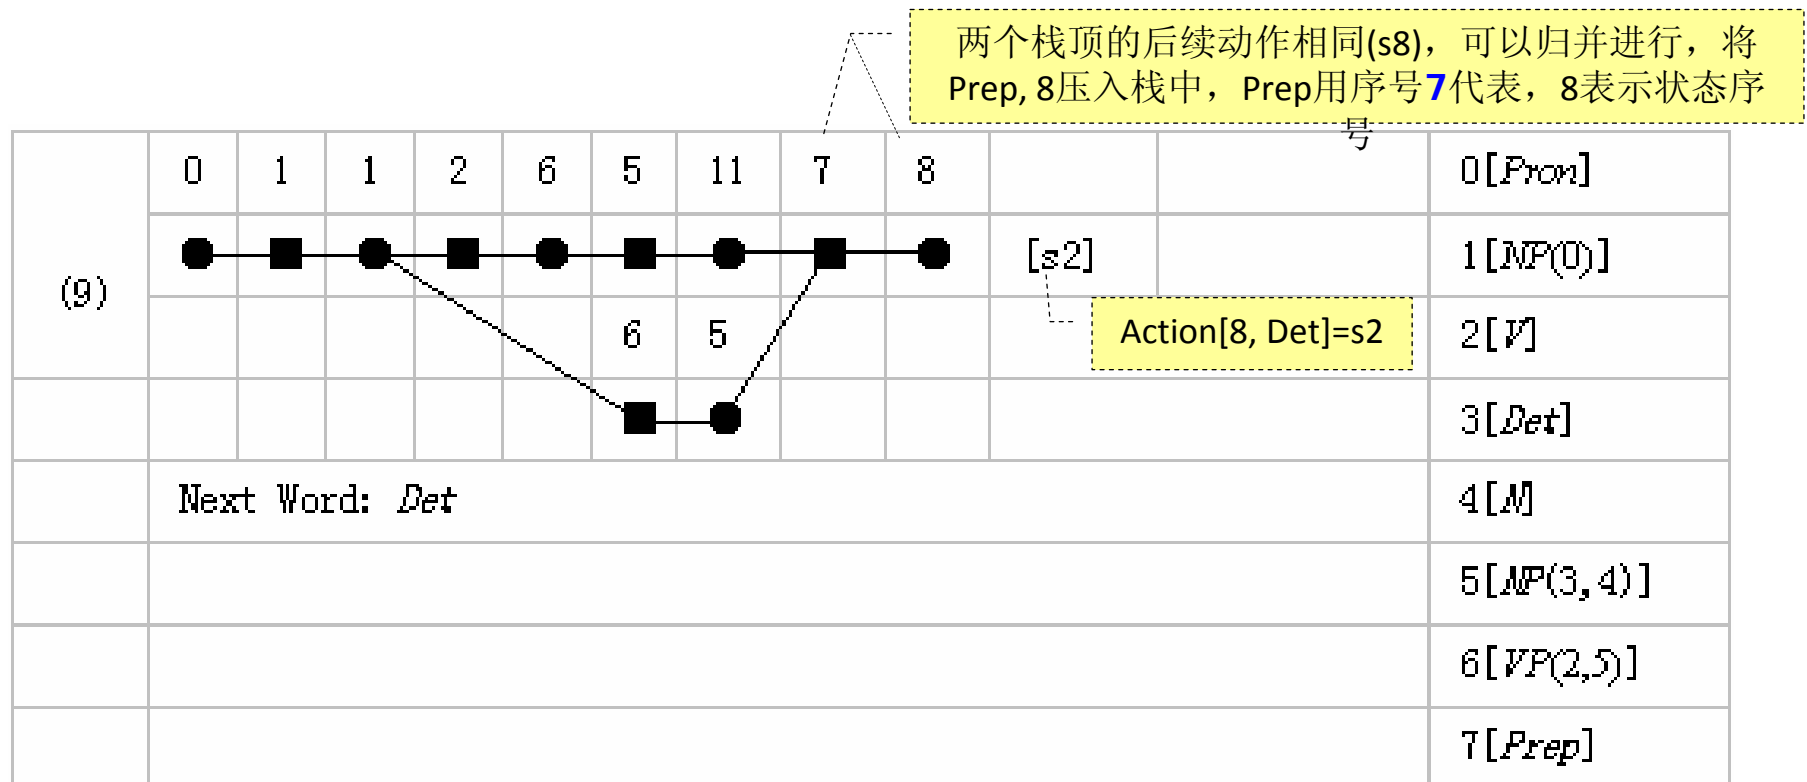 两个栈顶的后续动作相同(s8)，可以归并进行，将
Prep, 8压入栈中，Prep用序号7代表，8表示状态序
号
0 1 1 2 6 5 11 7 8 0[Pron]
(9) [s2] 1[NP(0)]
6 5 Action[8, Det]=s2 2[V]
3[Det]
Next Word: Det 4[N]
5[NP(3,4)]
6[VP(2,5)]
7[Prep]